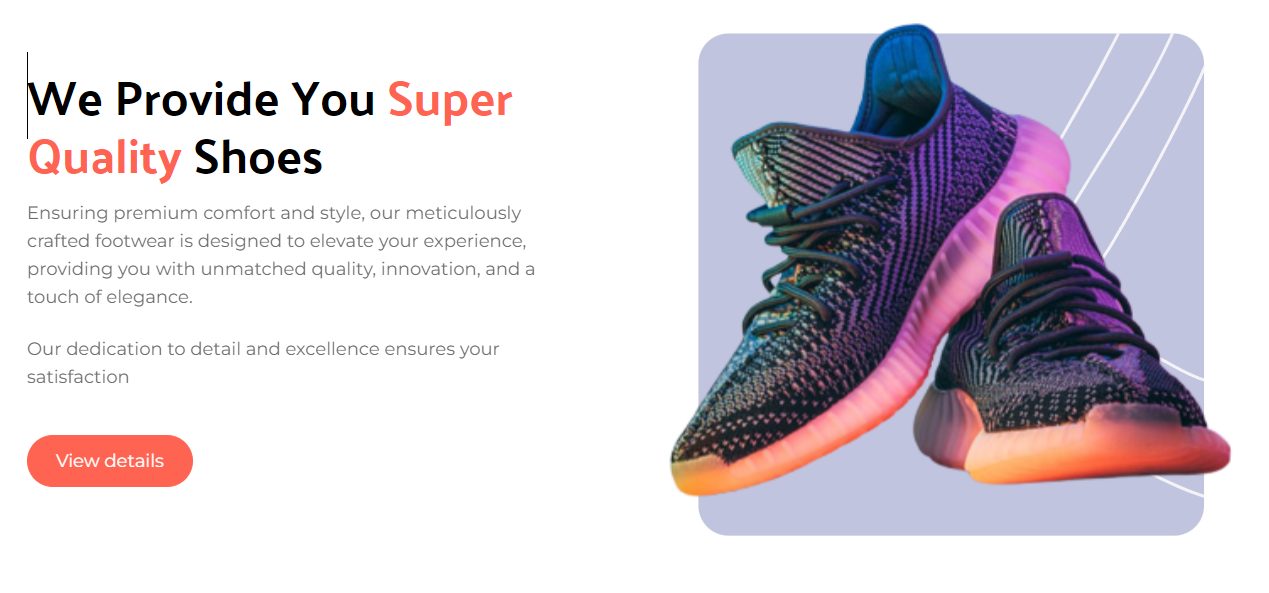 We Provide You Super
Quality Shoes
Ensuring premium comfort and style, our meticulously
crafted footwear is designed to elevate your experience,
providing you with unmatched quality, innovation, and a
touch of elegance.
Our dedication to detail and excellence ensures your
satisfaction
View details